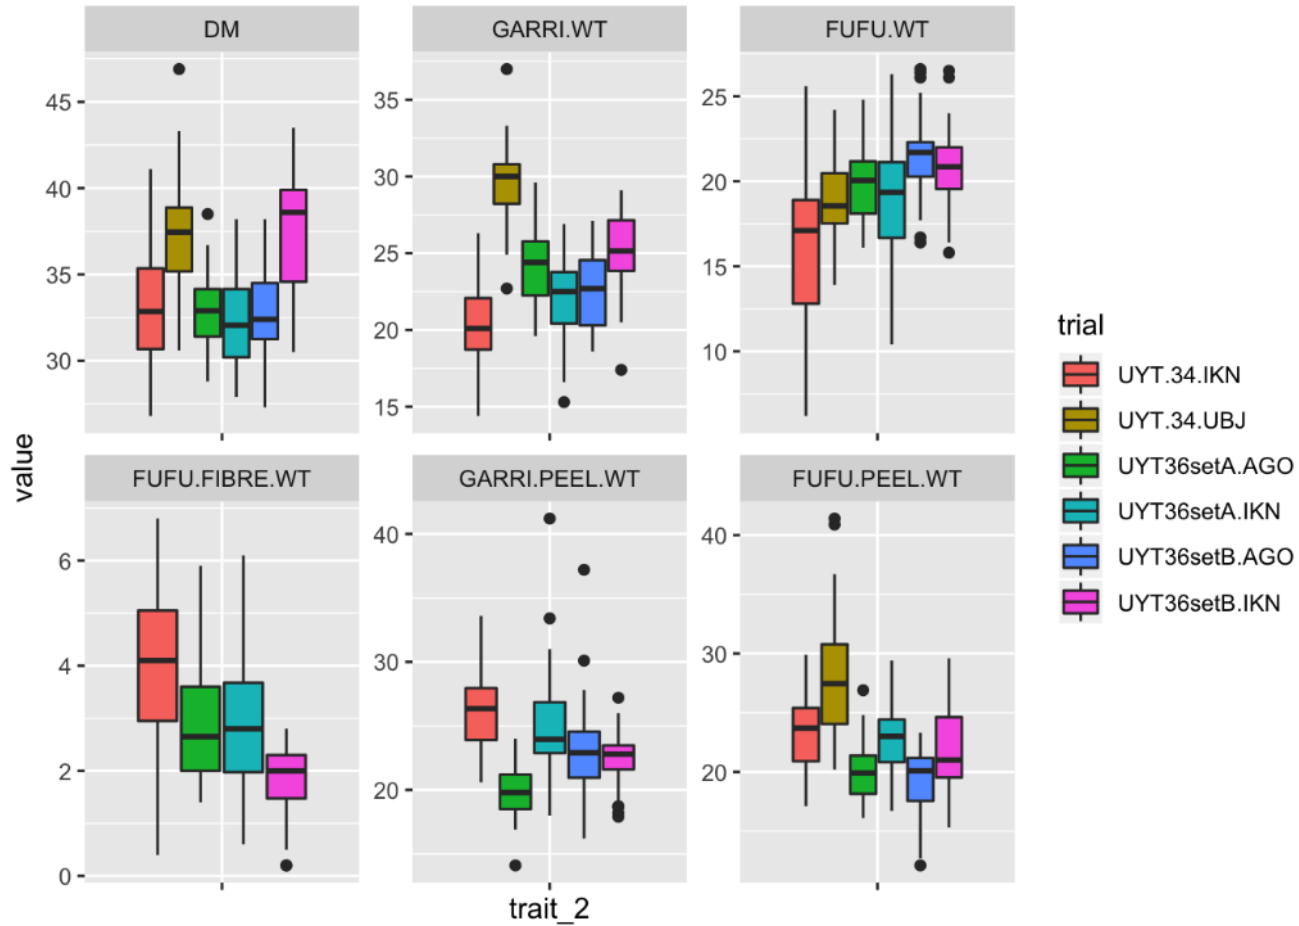 DM
GARRI.WT
FUFU.WT
45
40
35
30
35
30
25
20
15
25
20
15
10
value
FUFU.FIBRE.WT
GARRI.PEEL.WT
FUFU.PEEL.WT
6
4
2
0
40
30
20
40
30
20
trait_2
trial
UYT.34.IKN
UYT.34.UBJ
UYT36setA.AGO
UYT36setA.IKN
UYT36setB.AGO
UYT36setB.IKN